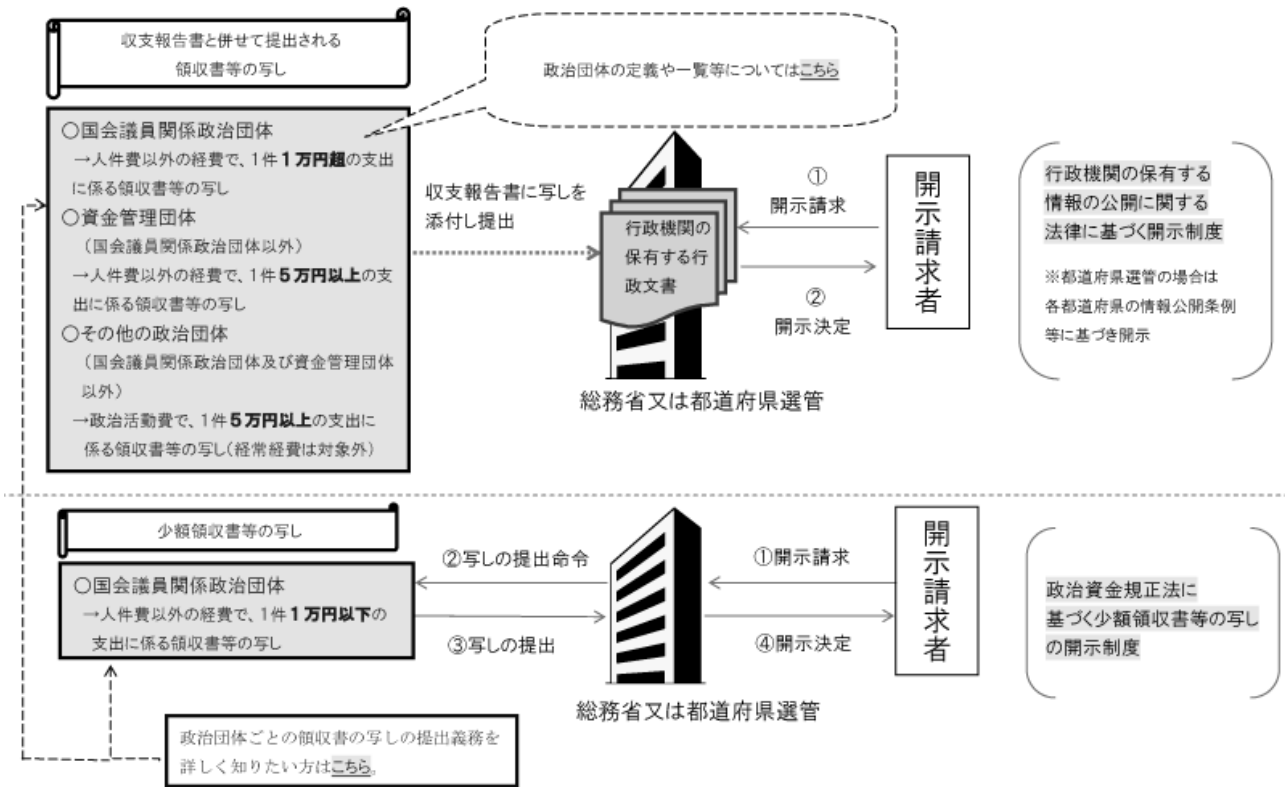 収支報告書と併せて提出される
領収書等の写し
政治団体の定義や一覧等についてはこちら
○国会議員関係政治団体
→人件費以外の経費で、1件1万円超の支出
に係る領収書等の写し
○資金管理団体
（国会議員関係政治団体以外）
→人件費以外の経費で、1件5万円以上の支
出に係る領収書等の写し
○その他の政治団体
（国会議員関係政治団体及び資金管理団体
以外）
→政治活動費で、1件5万円以上の支出に
係る領収書等の写し（経常経費は対象外）
収支報告書に写しを
添付し提出
行政機関の
保有する行
政文書
総務省又は都道府県選管
①
開示請求
②
開示決定
開示請求者
行政機関の保有する
情報の公開に関する
法律に基づく開示制度
※都道府県選管の場合は
各都道府県の情報公開条例
等に基づき開示
少額領収書等の写し
○国会議員関係政治団体
→人件費以外の経費で、1件1万円以下の
支出に係る領収書等の写し
②写しの提出命令
③写しの提出
総務省又は都道府県選管
①開示請求
④開示決定
開示請求者
政治資金規正法に
基づく少額領収書等の写し
の開示制度
政治団体ごとの領収書の写しの提出義務を
詳しく知りたい方はこちら。